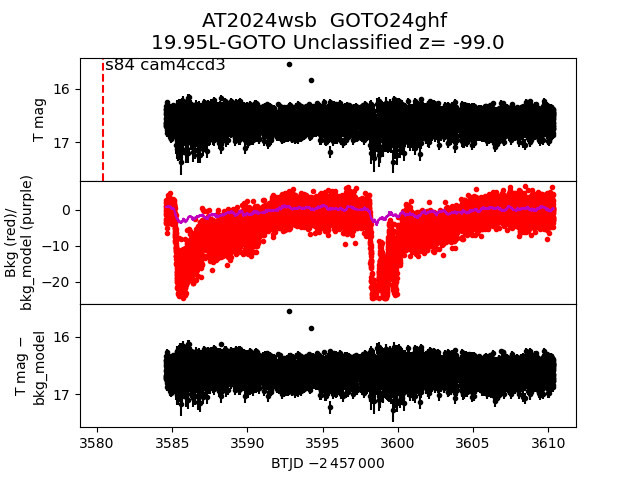 AT2024wsb  GOTO24ghf
19.95L-GOTO Unclassified z= -99.0
s84 cam4ccd3
16
17
T mag
0
−10
−20
Bkg (red)/
bkg_model (purple)
16
17
T mag −
bkg_model
3580
3585
3590
3595
3600
3605
3610
BTJD −2 457 000